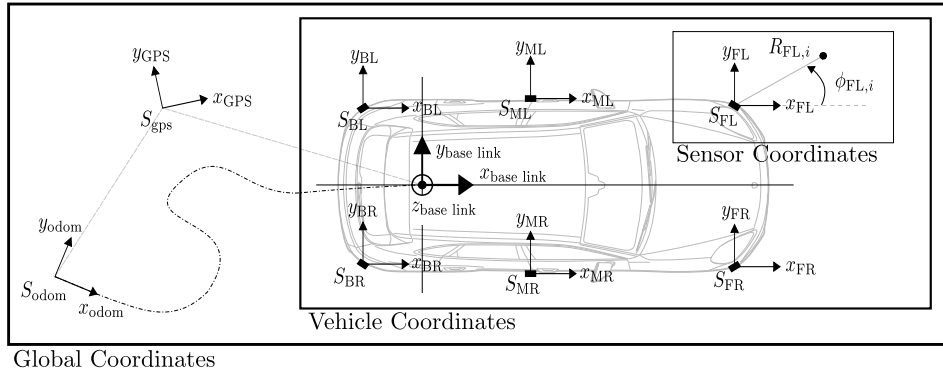 y_GPS
x_GPS
S_gps
y_odom
S_odom
x_odom
y_BL
S_BL
x_BL
y_ML
S_ML
x_ML
y_FL
S_FL
x_FL
R_FL,i
ϕ_FL,i
Sensor Coordinates
y_base link
x_base link
z_base link
y_BR
S_BR
x_BR
y_MR
S_MR
x_MR
y_FR
S_FR
x_FR
Vehicle Coordinates
Global Coordinates